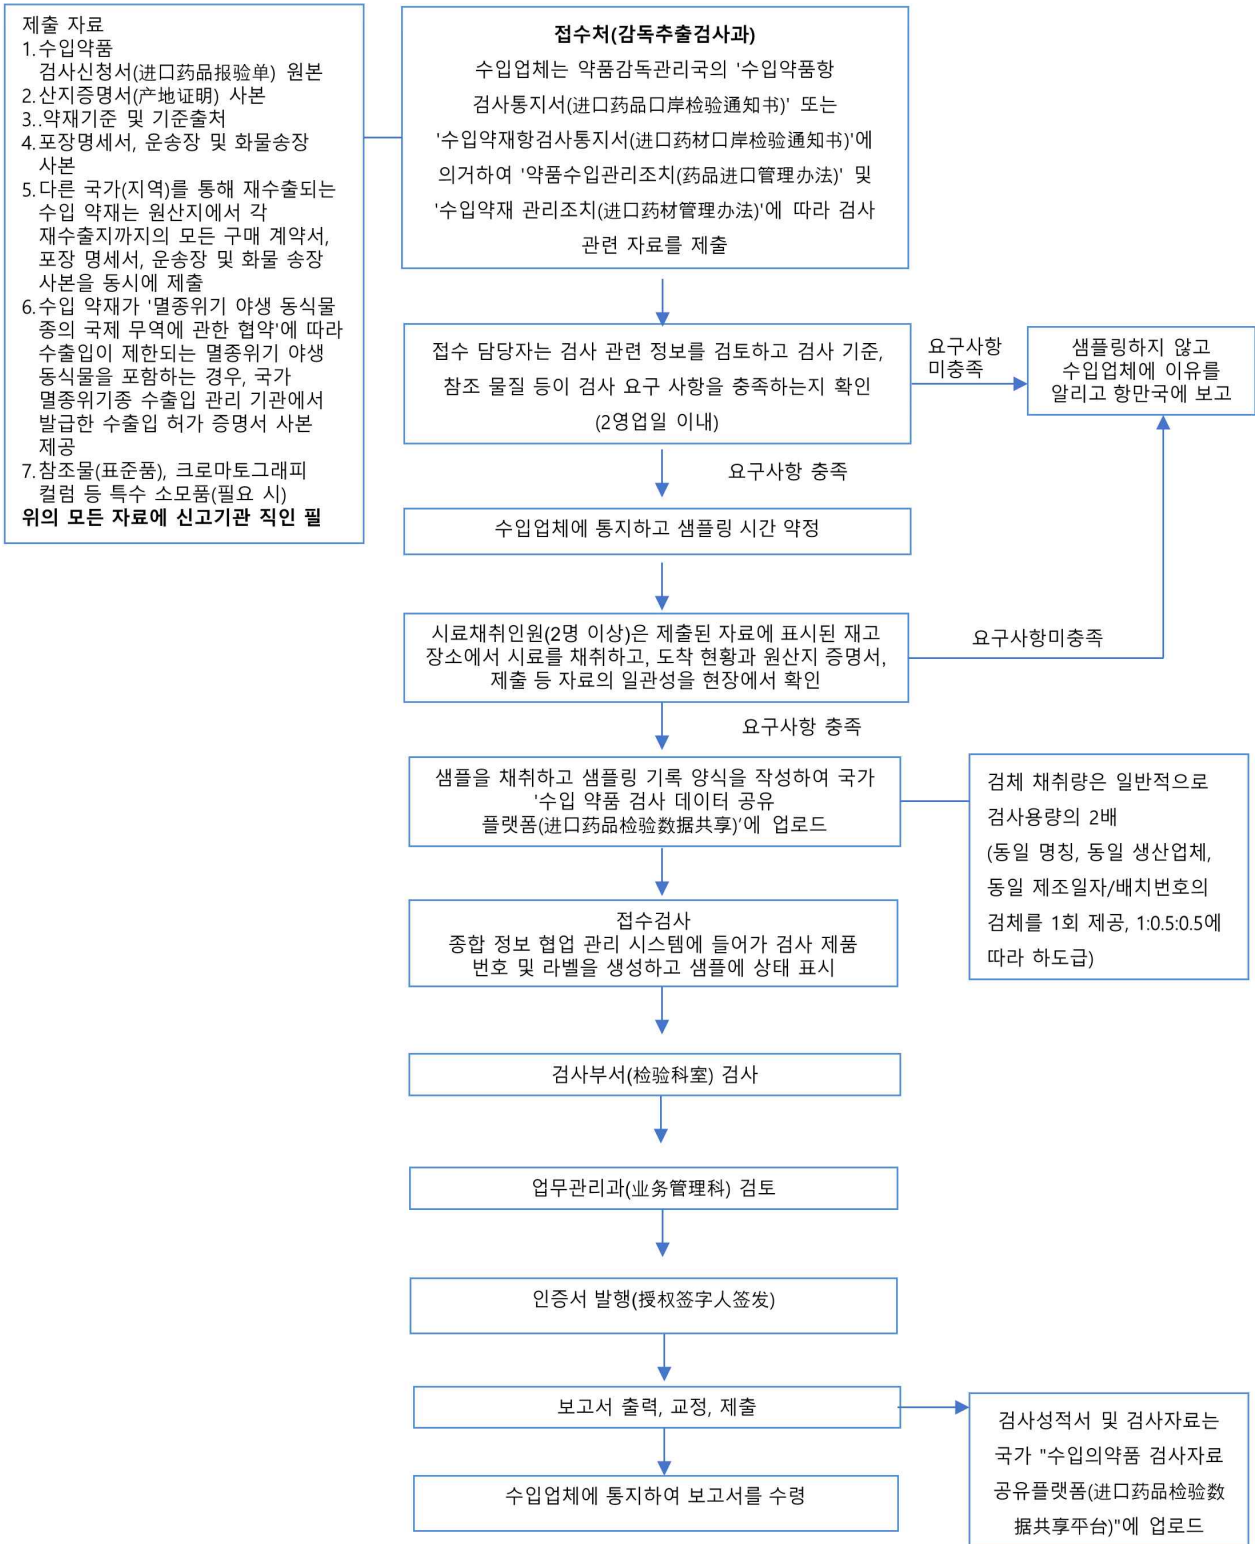 제출 자료
1.수입약품
검사신청서(进口药品报验单) 원본
2.산지증명서(产地证明) 사본
3..약재기준 및 기준출처
4.포장명세서, 운송장 및 화물송장
사본
5.다른 국가(지역)를 통해 재수출되는
수입 약재는 원산지에서 각
재수출지까지의 모든 구매 계약서,
포장 명세서, 운송장 및 화물 송장
사본을 동시에 제출
6.수입 약재가 '멸종위기 야생 동식물
종의 국제 무역에 관한 협약'에 따라
수출입이 제한되는 멸종위기 야생
동식물을 포함하는 경우, 국가
멸종위기종 수출입 관리 기관에서
발급한 수출입 허가 증명서 사본
제공
7.참조물(표준품), 크로마토그래피
컬럼 등 특수 소모품(필요 시)
위의 모든 자료에 신고기관 직인 필
접수처(감독추출검사과)
수입업체는 약품감독관리국의 '수입약품항
검사통지서(进口药品口岸检验通知书)' 또는
'수입약재항검사통지서(进口药材口岸检验通知书)'에
의거하여 '약품수입관리조치(药品进口管理办法)' 및
'수입약재 관리조치(进口药材管理办法)'에 따라 검사
관련 자료를 제출
접수 담당자는 검사 관련 정보를 검토하고 검사 기준,
참조 물질 등이 검사 요구 사항을 충족하는지 확인
(2영업일 이내)
요구사항
미충족
샘플링하지 않고
수입업체에 이유를
알리고 항만국에 보고
요구사항 충족
수입업체에 통지하고 샘플링 시간 약정
시료채취인원(2명 이상)은 제출된 자료에 표시된 재고
장소에서 시료를 채취하고, 도착 현황과 원산지 증명서,
제출 등 자료의 일관성을 현장에서 확인
요구사항미충족
요구사항 충족
샘플을 채취하고 샘플링 기록 양식을 작성하여 국가
'수입 약품 검사 데이터 공유
플랫폼(进口药品检验数据共享)'에 업로드
검체 채취량은 일반적으로
검사용량의 2배
(동일 명칭, 동일 생산업체,
동일 제조일자/배치번호의
검체를 1회 제공, 1:0.5:0.5에
따라 하도급)
접수검사
종합 정보 협업 관리 시스템에 들어가 검사 제품
번호 및 라벨을 생성하고 샘플에 상태 표시
검사부서(检验科室) 검사
업무관리과(业务管理科) 검토
인증서 발행(授权签字人签发)
보고서 출력, 교정, 제출
검사성적서 및 검사자료는
국가 "수입의약품 검사자료
공유플랫폼(进口药品检验数
据共享平台)"에 업로드
수입업체에 통지하여 보고서를 수령